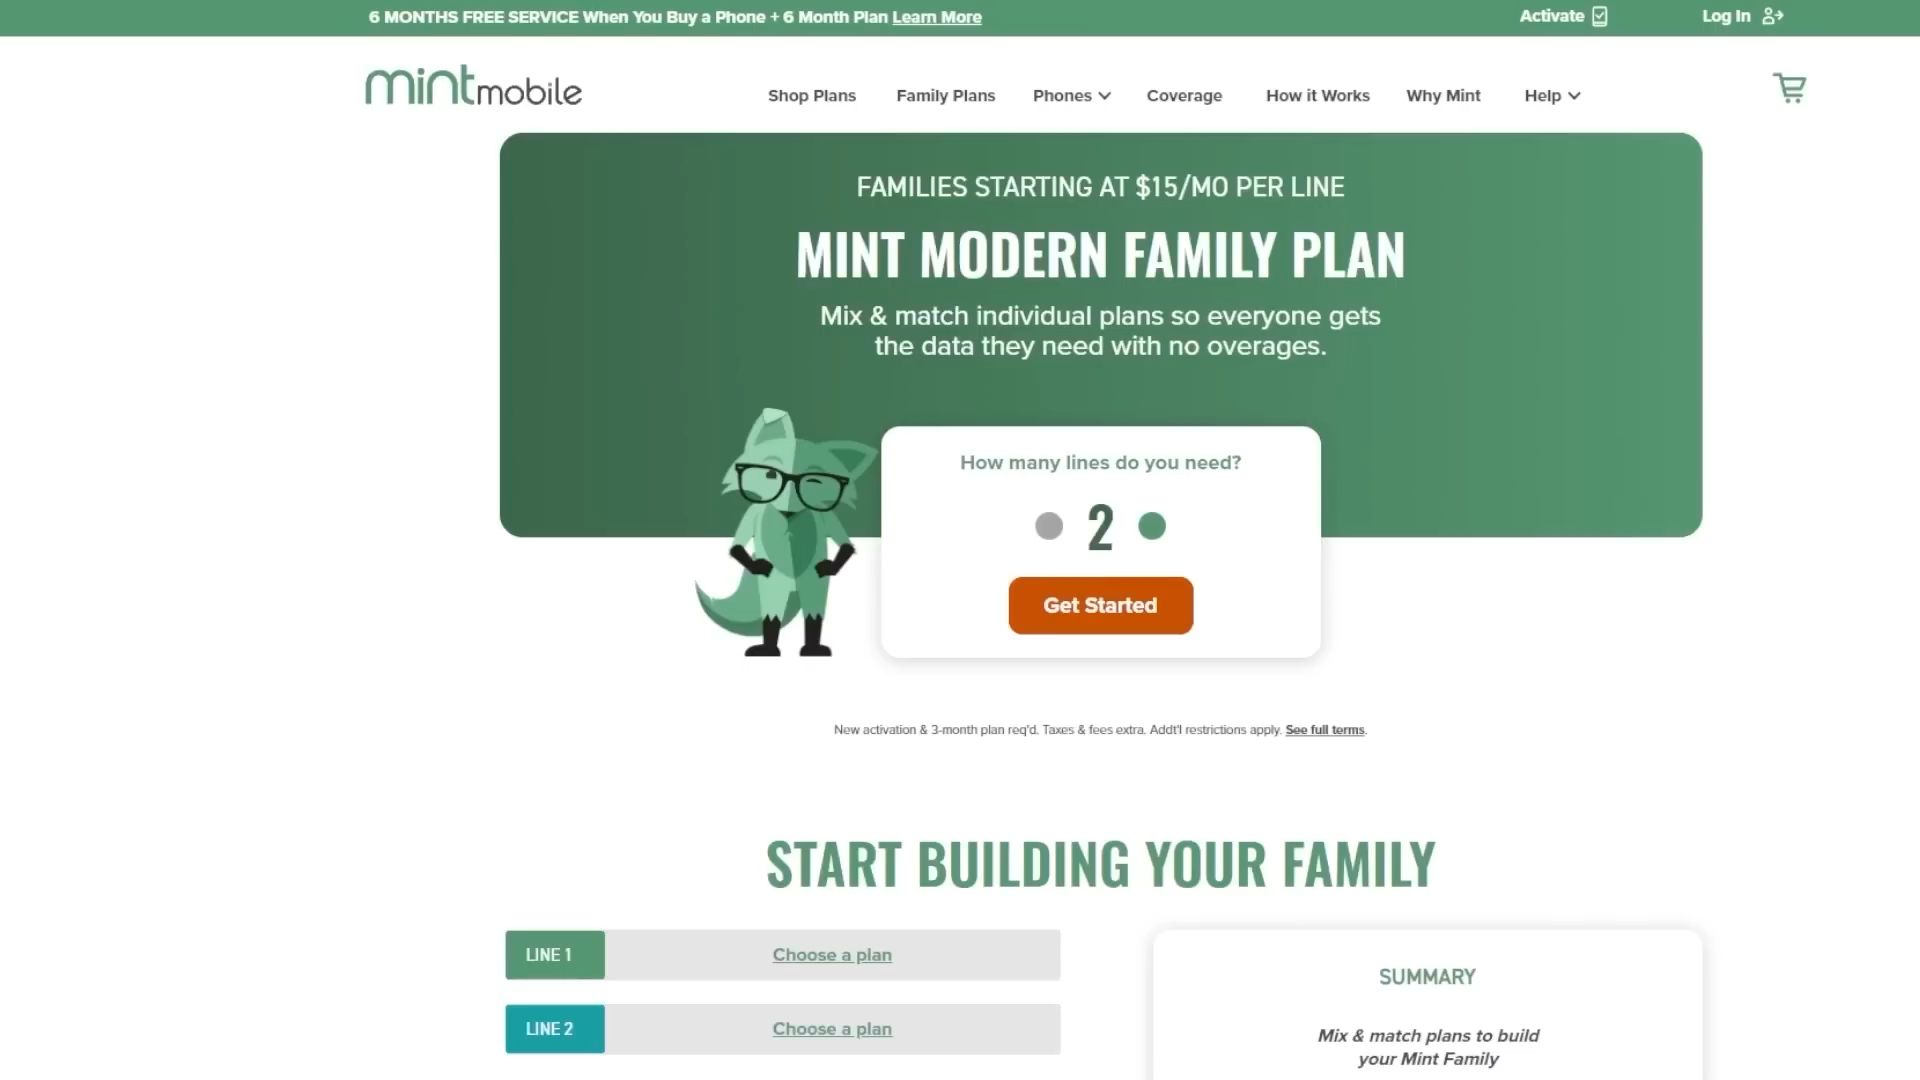 6 MONTHS FREE SERVICE When You Buy a Phone + 6 Month Plan Learn More
Activate
Log In
mintmobile
Shop Plans
Family Plans
Phones
Coverage
How it Works
Why Mint
Help
FAMILIES STARTING AT $15/MO PER LINE
MINT MODERN FAMILY PLAN
Mix & match individual plans so everyone gets
the data they need with no overages.
How many lines do you need?
2
Get Started
New activation & 3-month plan req'd. Taxes & fees extra. Addt'l restrictions apply. See full terms.
START BUILDING YOUR FAMILY
LINE 1
Choose a plan
LINE 2
Choose a plan
SUMMARY
Mix & match plans to build
your Mint Family